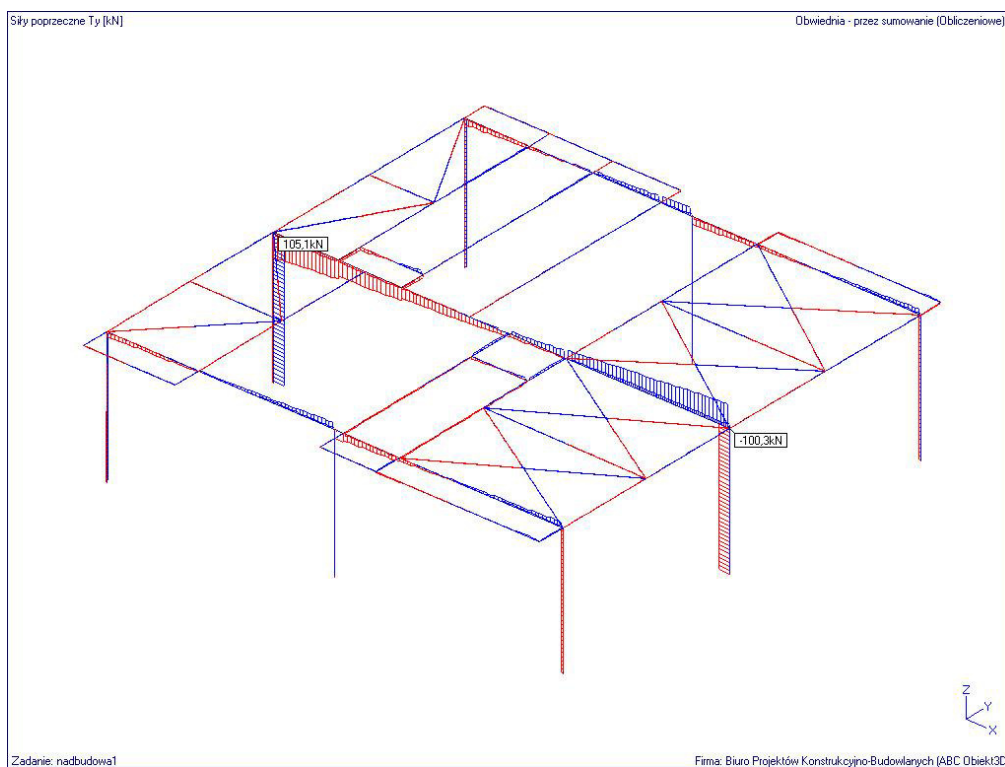 Siły poprzeczne Ty [kN]
Obwiednia - przez sumowanie (Obliczeniowe)
105,1kN
-100,3kN
Z
Y
X
Zadanie: nadbudowa1
Firma: Biuro Projektów Konstrukcyjno-Budowlanych (ABC Obiekt3D